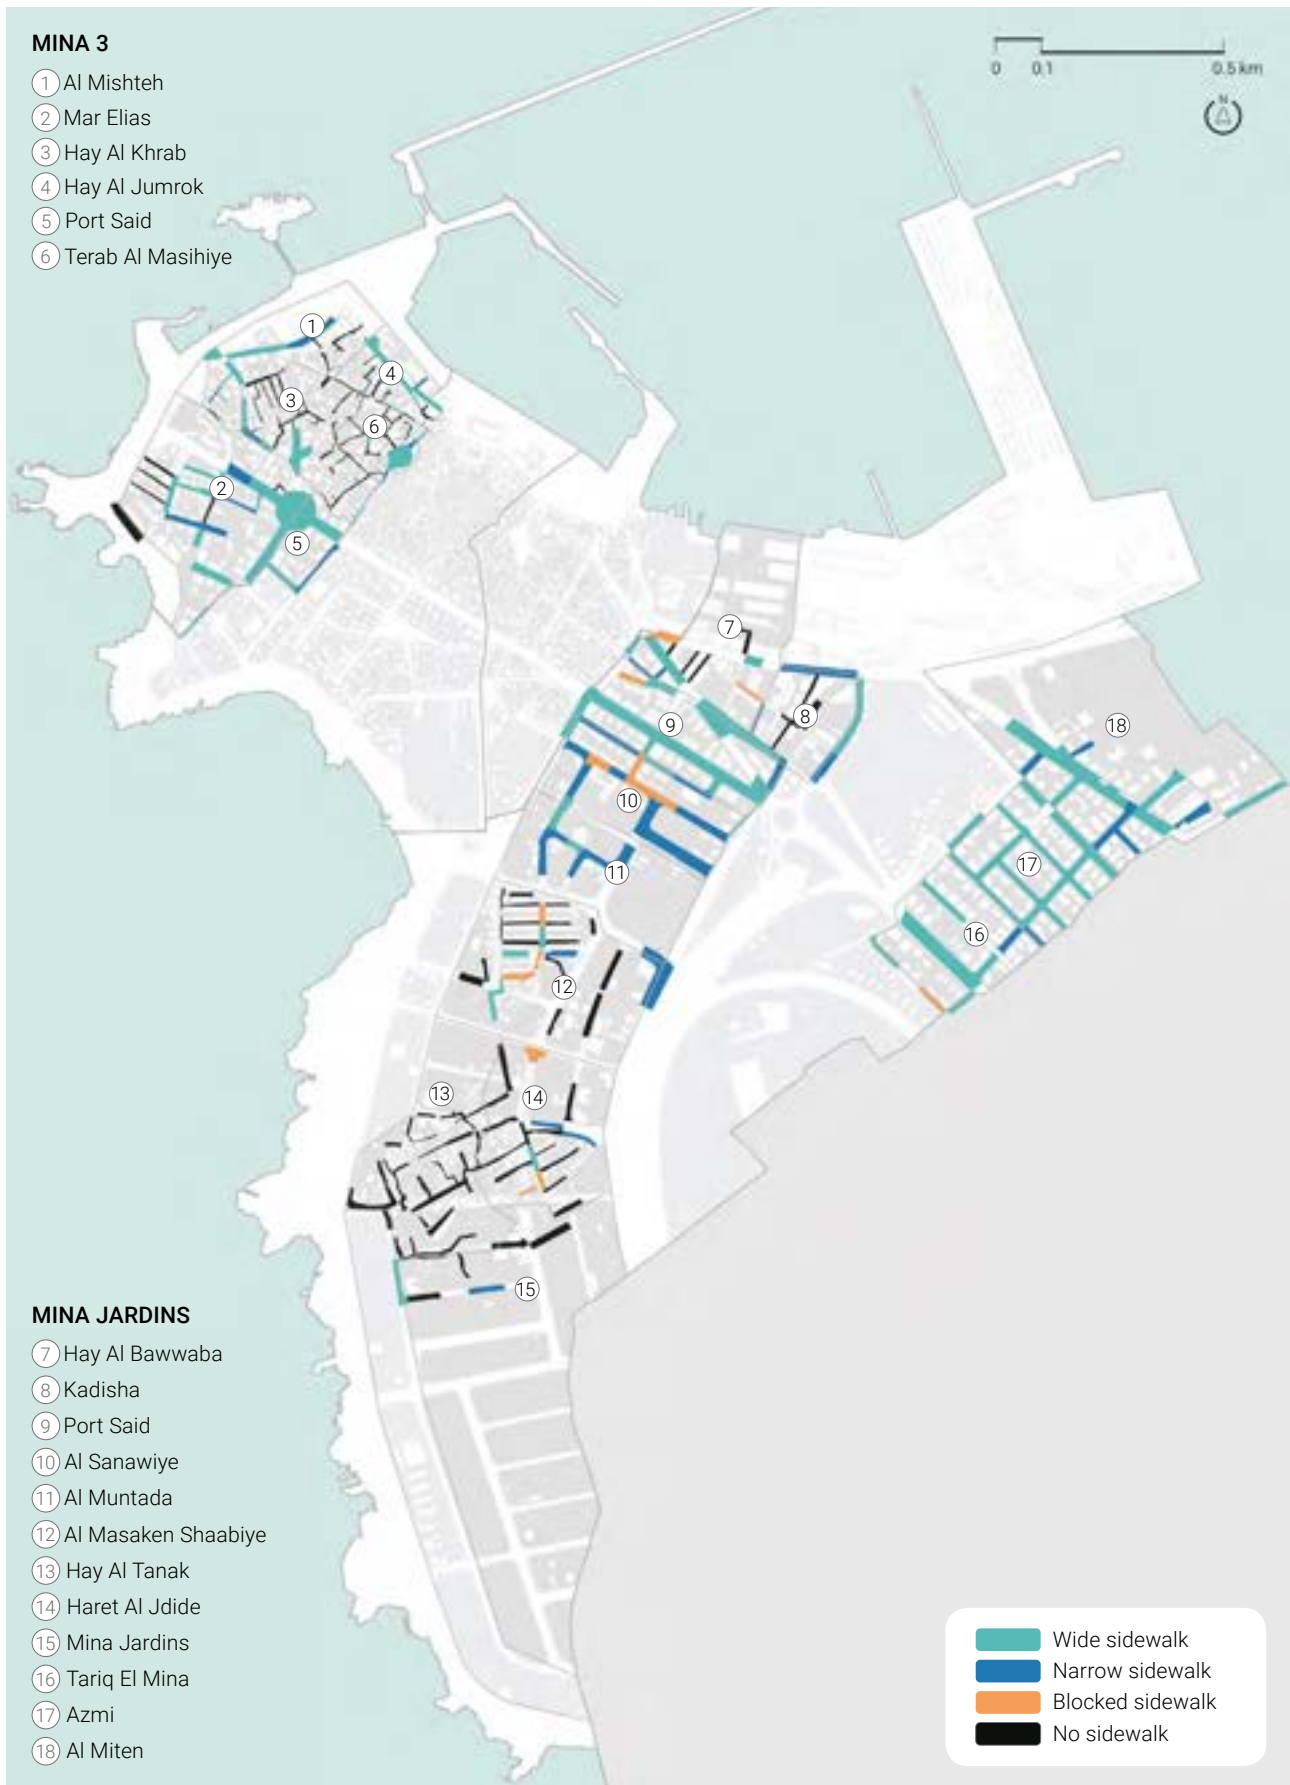 MINA 3
1 Al Mishteh
2 Mar Elias
3 Hay Al Khrab
4 Hay Al Jumrok
5 Port Said
6 Terab Al Masihiye
0 0.1 0.5 km
N
1
4
3
6
2
5
7
8
9
18
10
17
11
16
12
13
14
15
MINA JARDINS
7 Hay Al Bawwaba
8 Kadisha
9 Port Said
10 Al Sanawiye
11 Al Muntada
12 Al Masaken Shaabiye
13 Hay Al Tanak
14 Haret Al Jdide
15 Mina Jardins
16 Tariq El Mina
17 Azmi
18 Al Miten
Wide sidewalk
Narrow sidewalk
Blocked sidewalk
No sidewalk